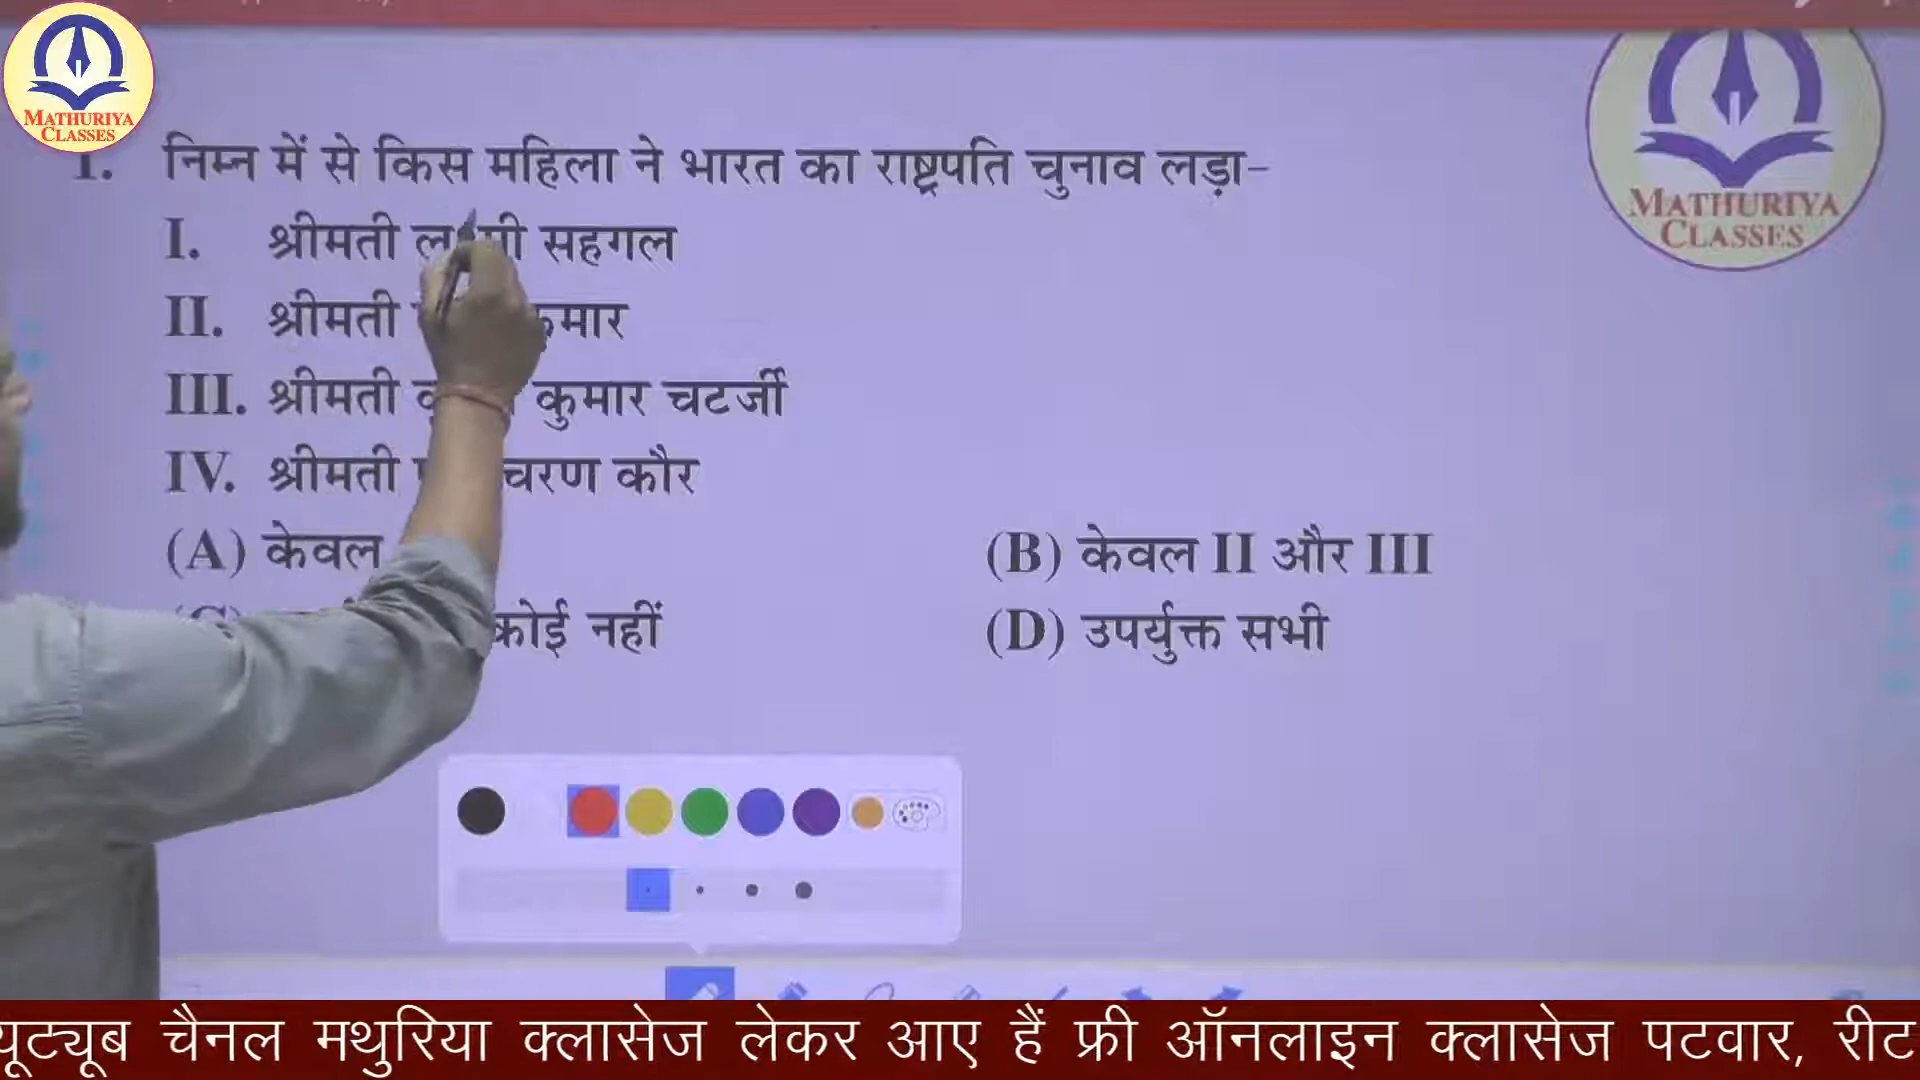 MATHURIYA
CLASSES
MATHURIYA
CLASSES
1. निम्न में से किस महिला ने भारत का राष्ट्रपति चुनाव लड़ा-
I. श्रीमती सहगल
II. श्रीमती
III. श्रीमती कुमार चटर्जी
IV. श्रीमती कौर
(A) केवल
(B) केवल II और III
कोई नहीं
(D) उपर्युक्त सभी
चैनल मथुरिया क्लासेज लेकर आए हैं फ्री ऑनलाइन क्लासेज पटवार, रीट